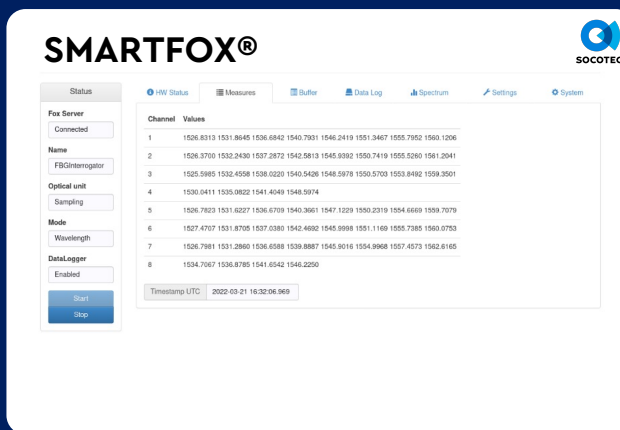 SMARTFOX®
SOCOTEC
Status
Fox Server
Connected
Name
FBGInterrogator
Optical unit
Sampling
Mode
Wavelength
DataLogger
Enabled
Start
Stop
HW Status Measures Buffer Data Log Spectrum Settings System
Channel Values
1 1526.8313 1531.8645 1536.6842 1540.7931 1546.2419 1551.3467 1555.7952 1560.1206
2 1526.3700 1532.2430 1537.2872 1542.5813 1545.9392 1550.7419 1555.5260 1561.2041
3 1525.5985 1532.4558 1538.0220 1540.5426 1548.5978 1550.5703 1553.8492 1559.3501
4 1530.0411 1535.0822 1541.4049 1548.5974
5 1526.7823 1531.6227 1536.6709 1540.3661 1547.1229 1550.2319 1554.6669 1559.7079
6 1527.4707 1531.8705 1537.0380 1542.4692 1545.9998 1551.1169 1555.7385 1560.0753
7 1526.7981 1531.2860 1536.6588 1539.8887 1545.9016 1554.9968 1557.4573 1562.6165
8 1534.7067 1536.8785 1541.6542 1546.2250
Timestamp UTC 2022-03-21 16:32:06.969